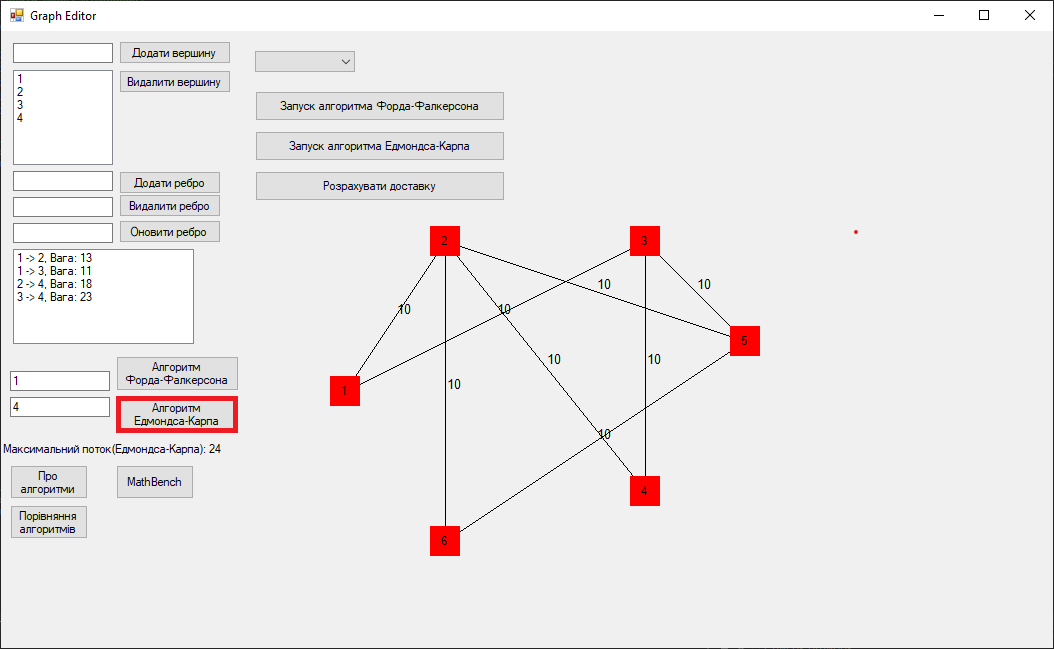 Graph Editor
Додати вершину
Видалити вершину
1
2
3
4
Додати ребро
Видалити ребро
Оновити ребро
1 -> 2, Вага: 13
1 -> 3, Вага: 11
2 -> 4, Вага: 18
3 -> 4, Вага: 23
1
Алгоритм
Форда-Фалкерсона
4
Алгоритм
Едмондса-Карпа
Максимальний поток(Едмондса-Карпа): 24
Про
алгоритми
MathBench
Порівняння
алгоритмів
Запуск алгоритма Форда-Фалкерсона
Запуск алгоритма Едмондса-Карпа
Розрахувати доставку
2
3
10
10
10
10
5
10
10
1
10
10
4
6